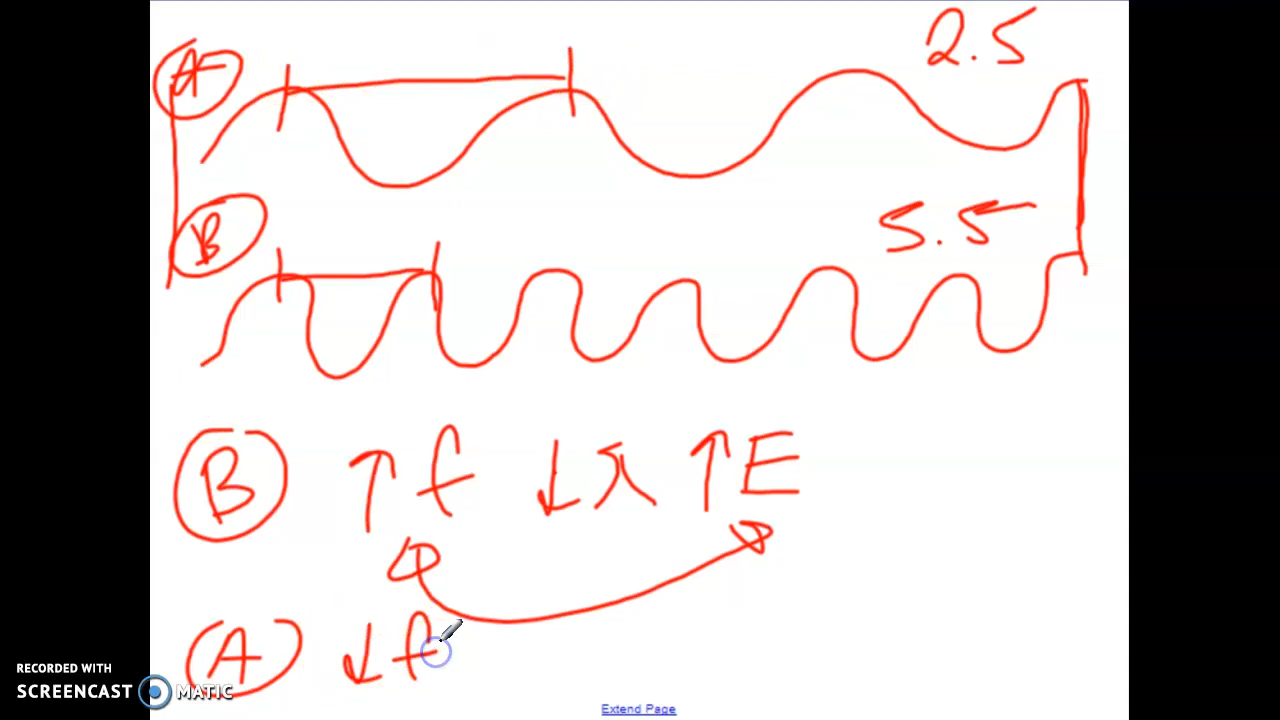 A 2.5
B 5.5
B ↑ f ↓ λ ↑ E
A ↓ f
RECORDED WITH
SCREENCAST MATIC
Extend Page